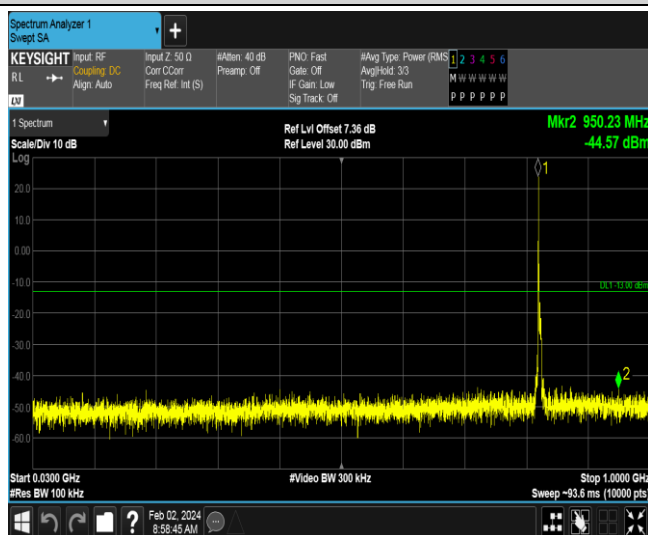 Spectrum Analyzer 1
Swept SA
+
KEYSIGHT
RL
LXI
Input: RF
Coupling: DC
Align: Auto
Input Z: 50 Ω
Corr CCorr
Freq Ref: Int (S)
#Atten: 40 dB
Preamp: Off
PNO: Fast
Gate: Off
IF Gain: Low
Sig Track: Off
#Avg Type: Power (RMS
Avg|Hold: 3/3
Trig: Free Run
1 2 3 4 5 6
M W W W W W
P P P P P P
1 Spectrum
Scale/Div 10 dB
Ref Lvl Offset 7.36 dB
Ref Level 30.00 dBm
Mkr2 950.23 MHz
-44.57 dBm
Log
1
20.0
10.0
0.00
-10.0
DL1 -13.00 dBm
-20.0
-30.0
-40.0
2
-50.0
-60.0
Start 0.0300 GHz
#Video BW 300 kHz
Stop 1.0000 GHz
#Res BW 100 kHz
Sweep ~93.6 ms (10000 pts)
?
Feb 02, 2024
8:58:45 AM